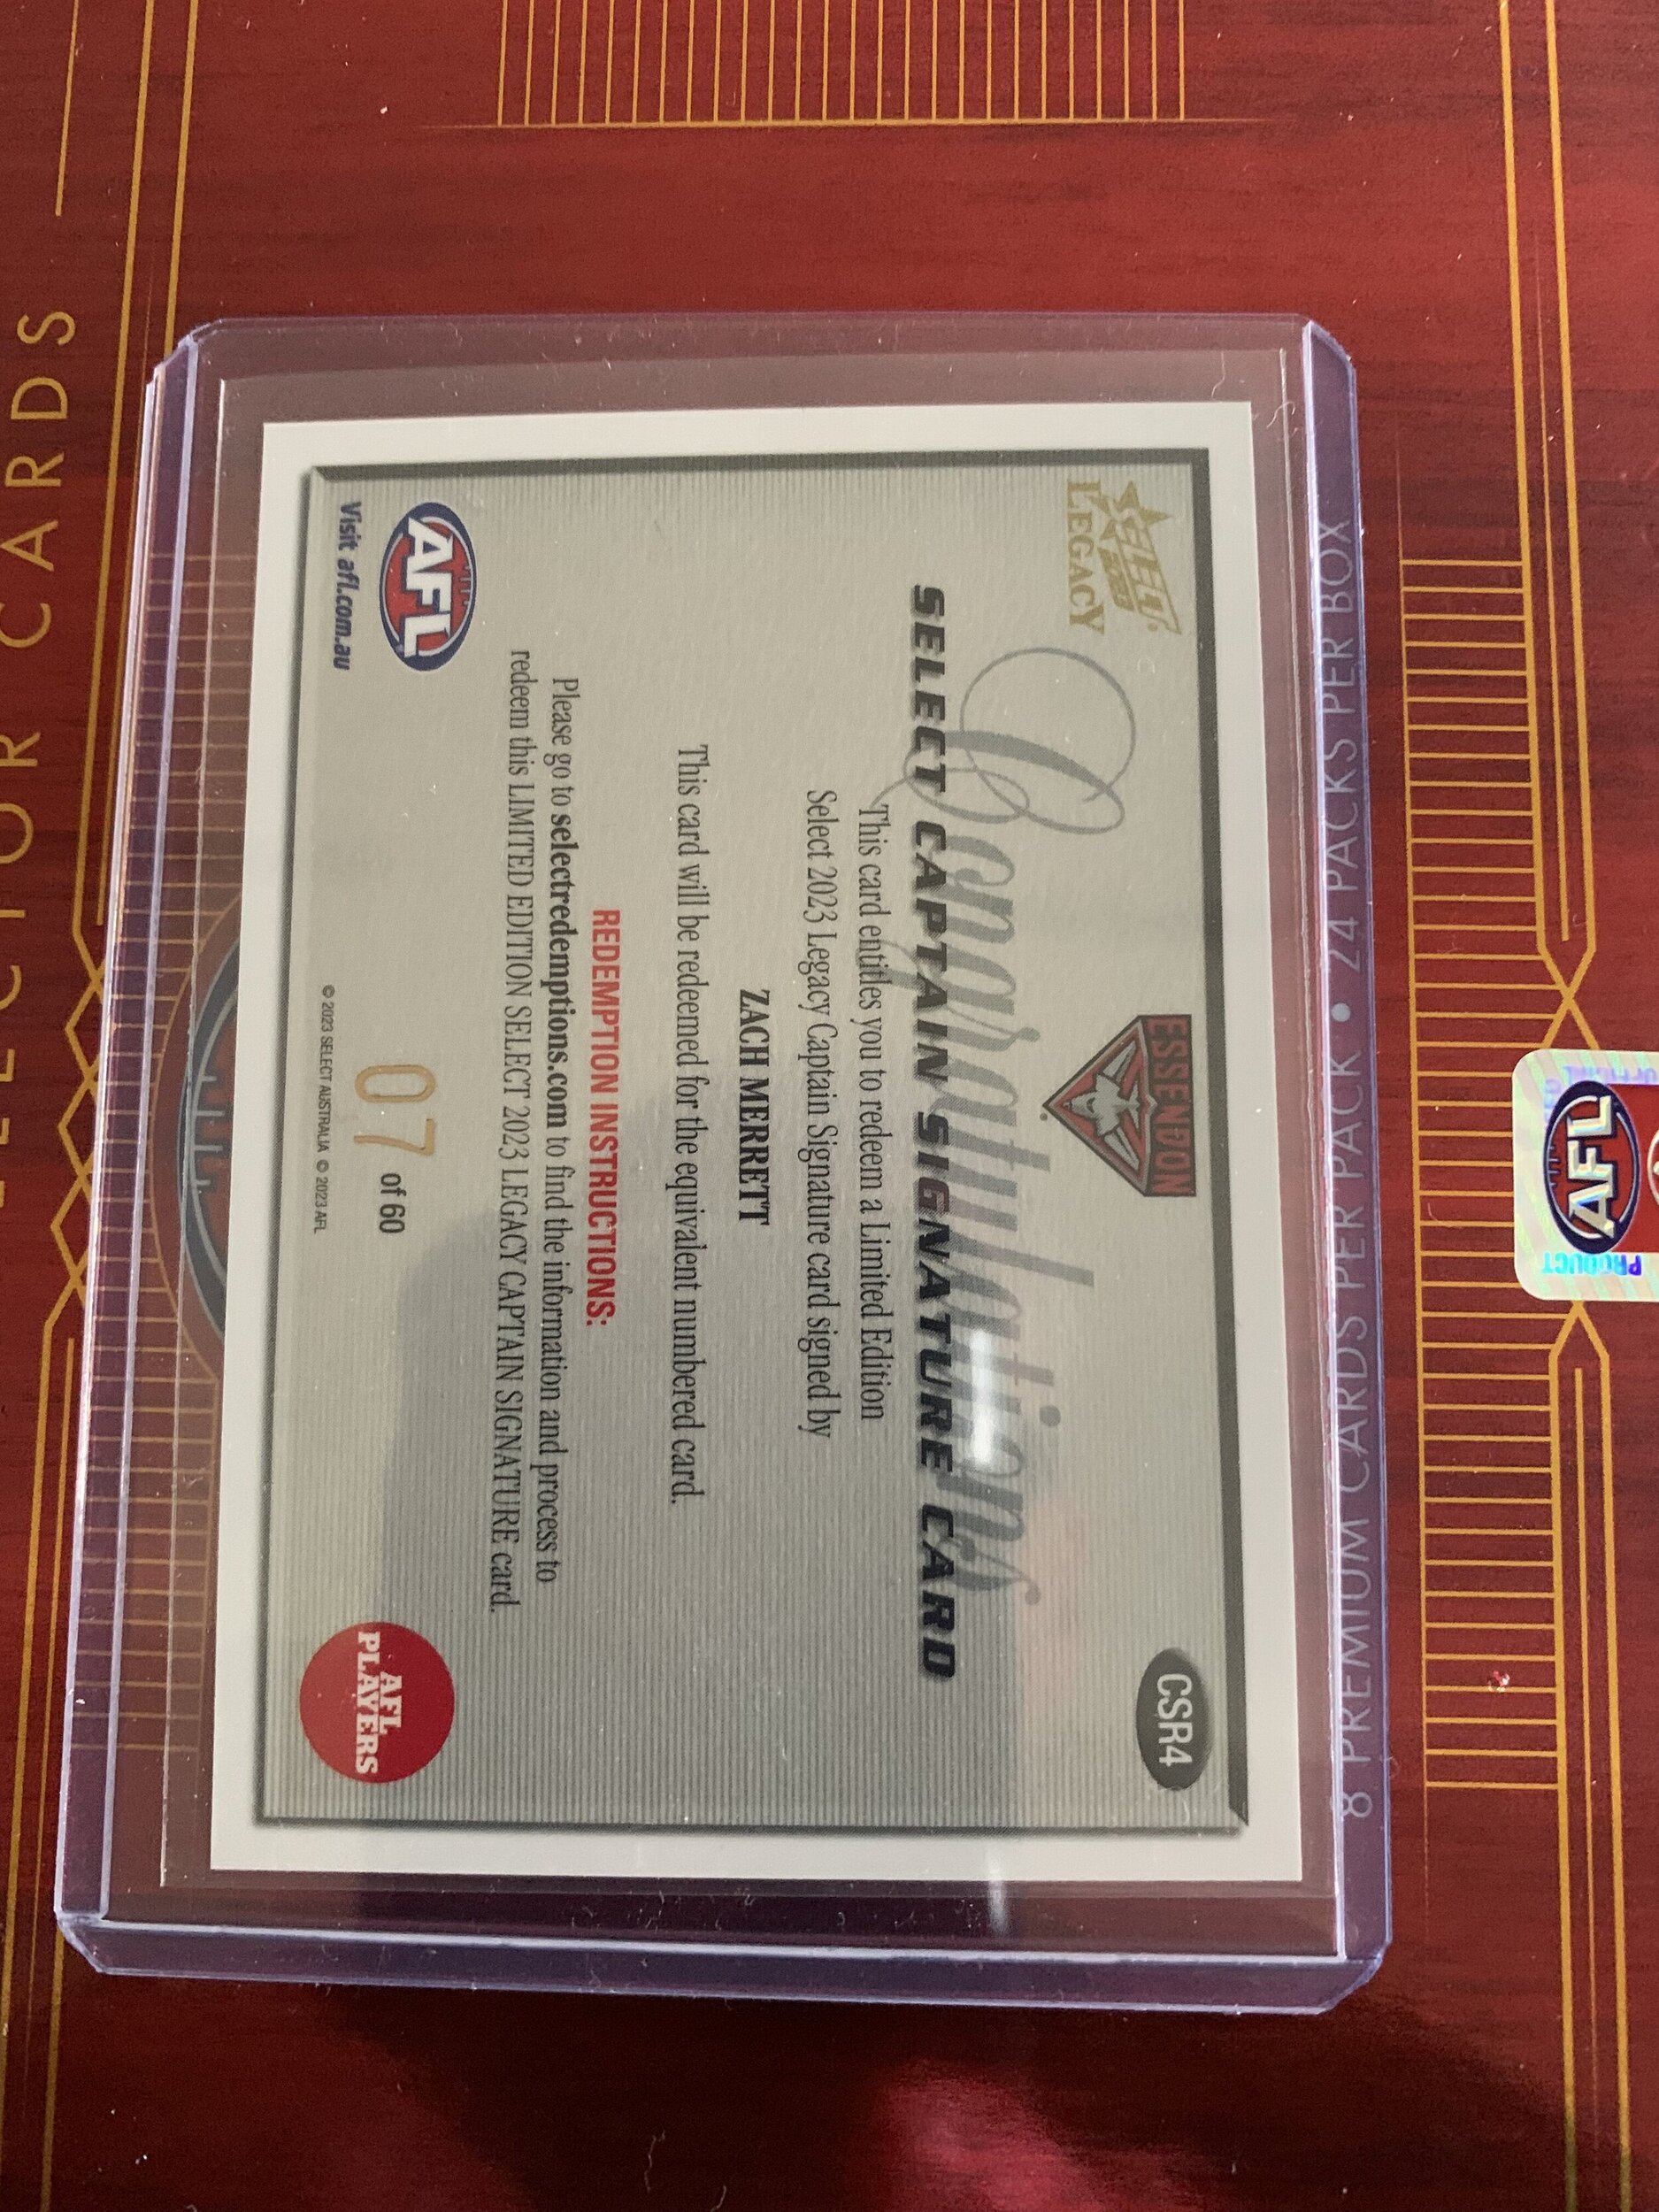 SELECT
2023
LEGACY
ESSENDON
CSR4
Congratulations
SELECT CAPTAIN SIGNATURE CARD
This card entitles you to redeem a Limited Edition
Select 2023 Legacy Captain Signature card signed by
ZACH MERRETT
This card will be redeemed for the equivalent numbered card.
REDEMPTION INSTRUCTIONS:
Please go to selectredemptions.com to find the information and process to
redeem this LIMITED EDITION SELECT 2023 LEGACY CAPTAIN SIGNATURE card.
AFL
Visit afl.com.au
07 of 60
© 2023 SELECT AUSTRALIA © 2023 AFL
AFL
PLAYERS
8 PREMIUM CARDS PER PACK • 24 PACKS PER BOX
CARDS
OFFICIAL
AFL
PRODUCT